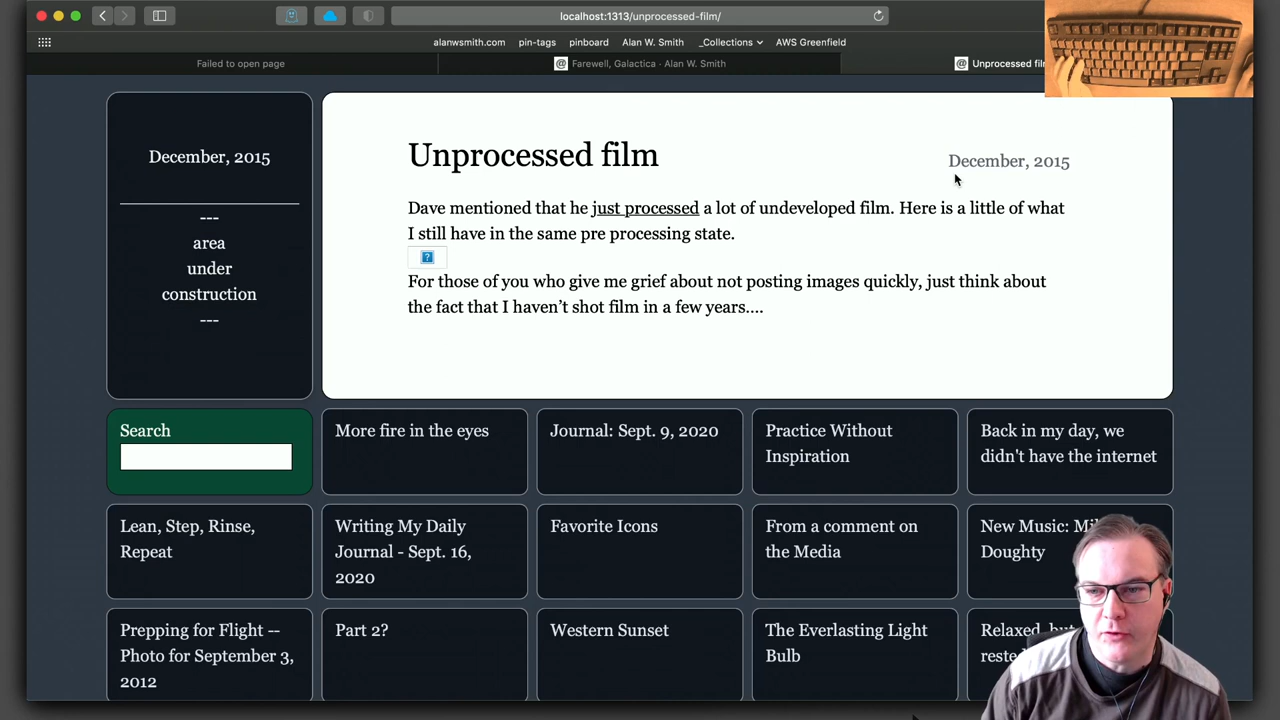 localhost:1313/unprocessed-film/
alanwsmith.com
pin-tags
pinboard
Alan W. Smith
_Collections
AWS Greenfield
Failed to open page
@ Farewell, Galactica · Alan W. Smith
@ Unprocessed film
December, 2015
---
area
under
construction
---
Unprocessed film
December, 2015
Dave mentioned that he just processed a lot of undeveloped film. Here is a little of what
I still have in the same pre processing state.
?
For those of you who give me grief about not posting images quickly, just think about
the fact that I haven't shot film in a few years....
Search
More fire in the eyes
Journal: Sept. 9, 2020
Practice Without
Inspiration
Back in my day, we
didn't have the internet
Lean, Step, Rinse,
Repeat
Writing My Daily
Journal - Sept. 16,
2020
Favorite Icons
From a comment on
the Media
New Music:
Doughty
Prepping for Flight --
Photo for September 3,
2012
Part 2?
Western Sunset
The Everlasting Light
Bulb
Relaxed, but